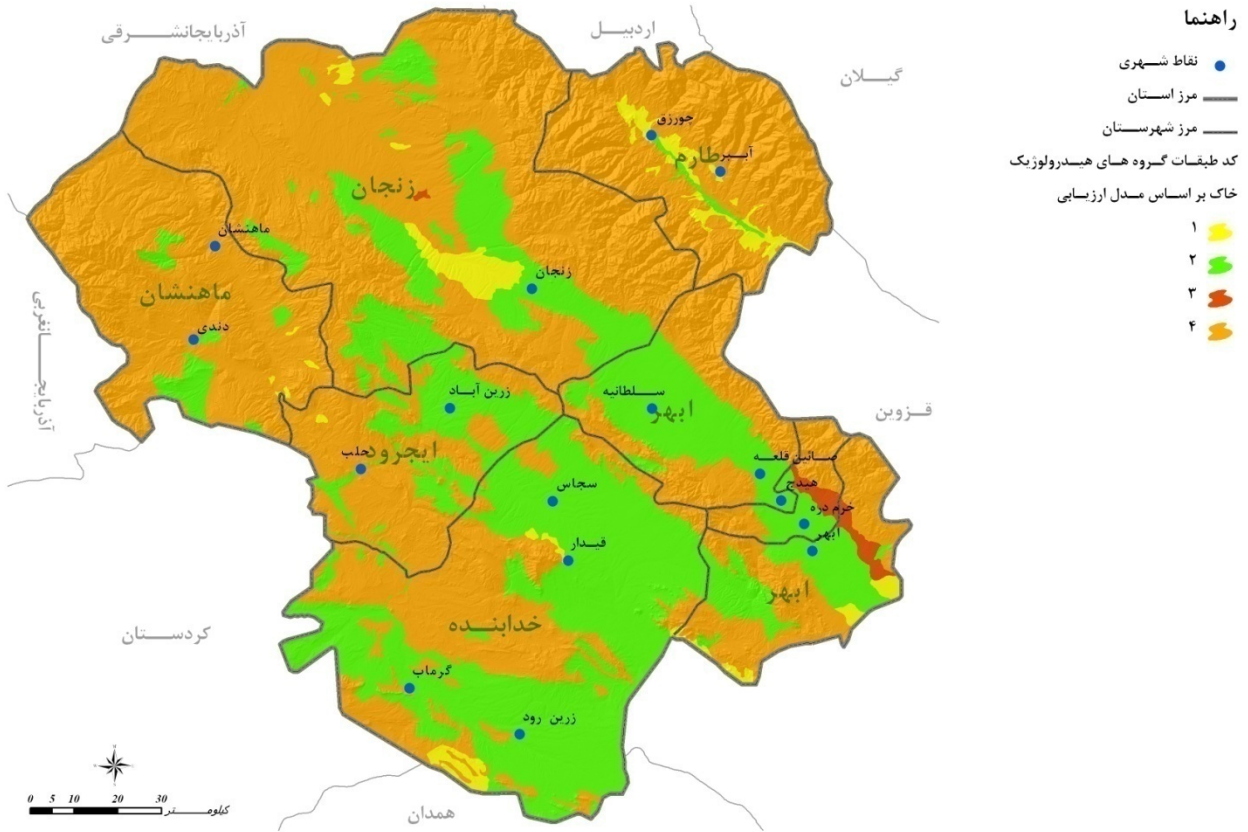 راهنما
نقاط شهری
مرز استان
مرز شهرستان
کد طبقات گروه های هیدرولوژیک
خاک بر اساس مدل ارزیابی
۱
۲
۳
۴
آذربایجانشرقی
اردبیل
گیلان
چورزق
آببر
طارم
زنجان
ماهنشان
زنجان
ماهنشان
دندی
آذربایجانغربی
زرین آباد
سلطانیه
ابهر
قزوین
ایجرود
حلب
صائین قلعه
هیدج
سجاس
خرم دره
ابهر
قیدار
ابهر
خدابنده
کردستان
گرماب
زرین رود
همدان
0 5 10 20 30
کیلومتر